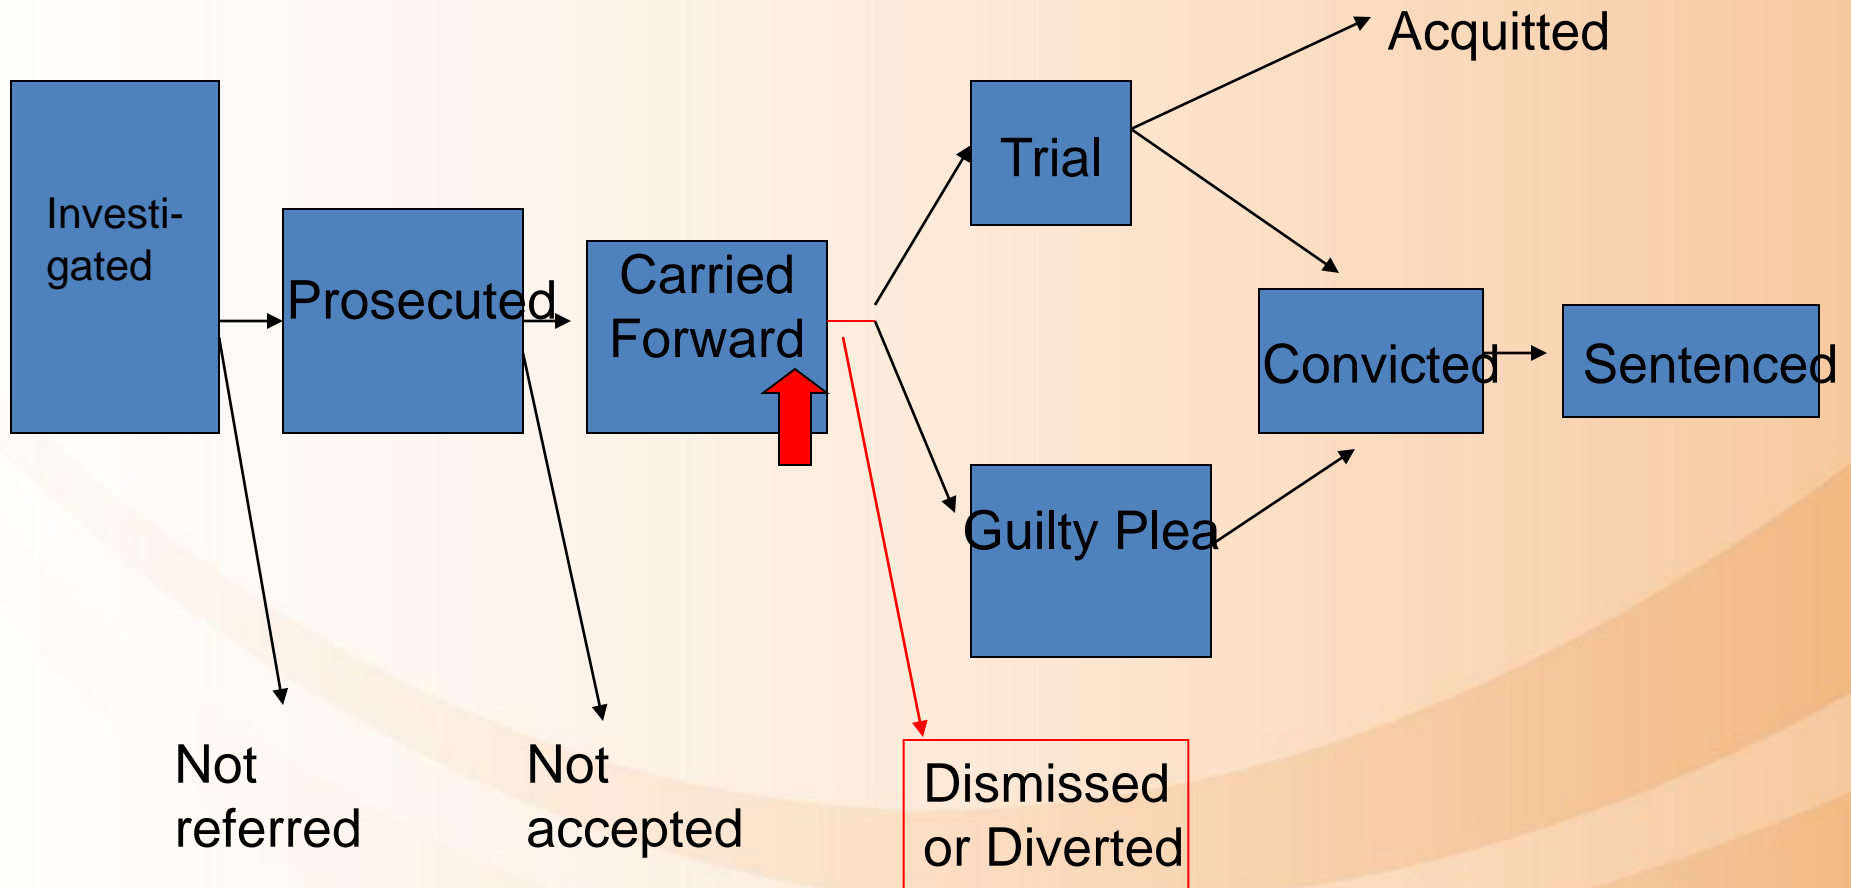 Acquitted
Trial
Investi-
gated
Prosecuted
Carried
Forward
Convicted
Sentenced
Guilty Plea
Not
referred
Not
accepted
Dismissed
or Diverted